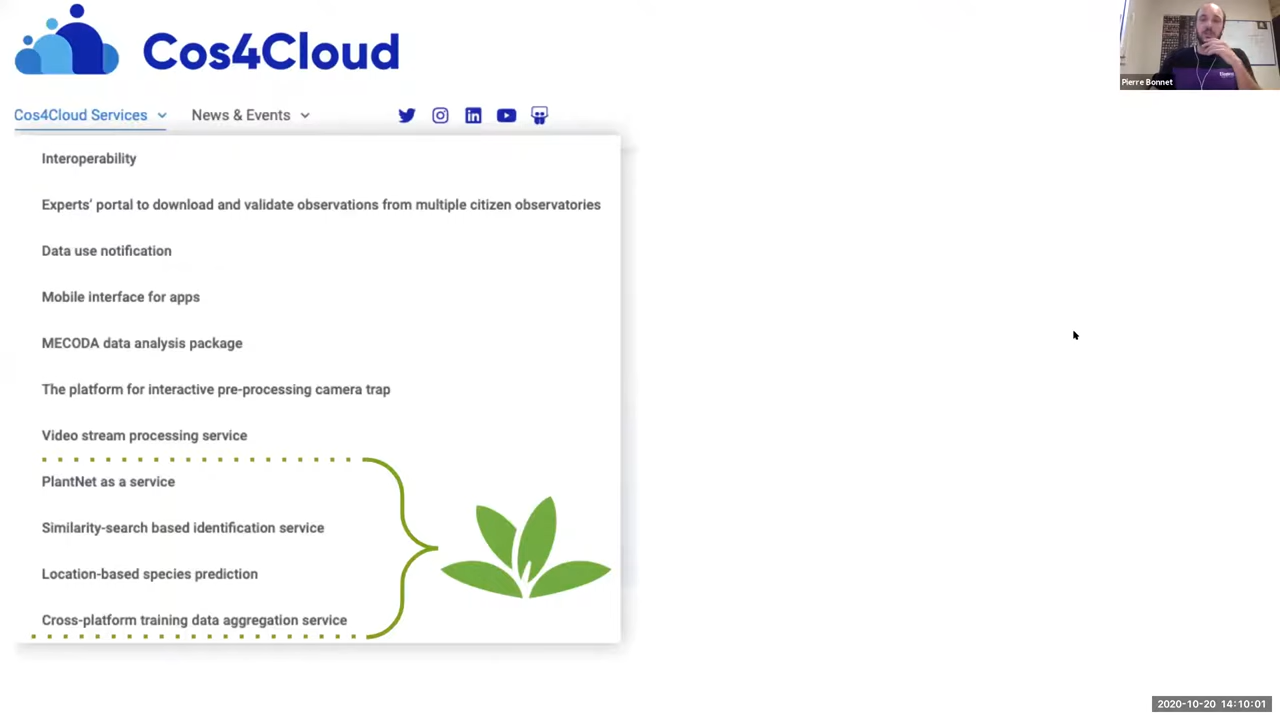 Cos4Cloud
Pierre Bonnet
Cos4Cloud Services
News & Events
Interoperability
Experts' portal to download and validate observations from multiple citizen observatories
Data use notification
Mobile interface for apps
MECODA data analysis package
The platform for interactive pre-processing camera trap
Video stream processing service
PlantNet as a service
Similarity-search based identification service
Location-based species prediction
Cross-platform training data aggregation service
2020-10-20 14:10:01